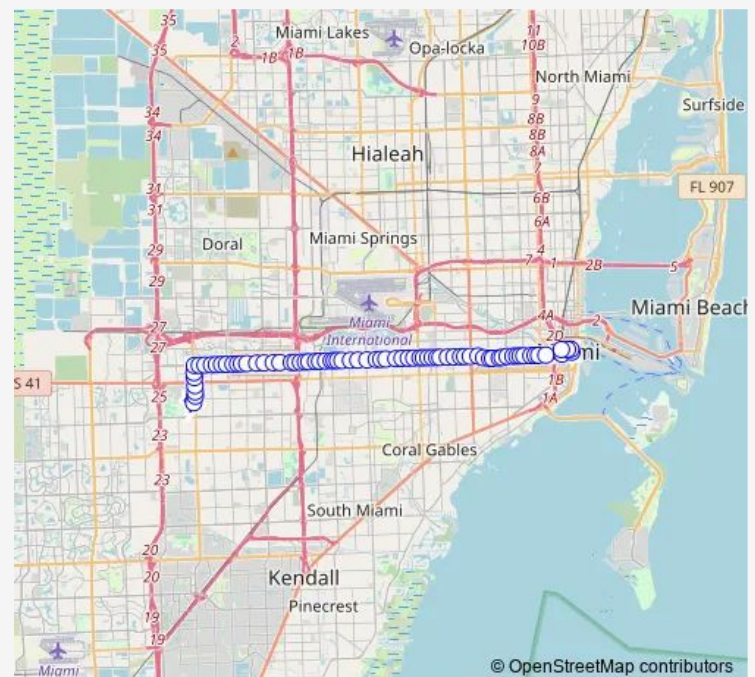 35
Miami Lakes
Opa-locka
2
1B
1B
11
10B
35
North Miami
9
8B
8B
8A
34
34
Surfside
Hialeah
7
FL 907
31
31
6B
6A
Doral
Miami Springs
29
29
4
7
1
2B
5
Miami
International
Miami Beach
4A
2
2D
27
27
S 41
25
1B
1A
23
Coral Gables
23
South Miami
20
20
Kendall
Pinecrest
19
19
Miami
© OpenStreetMap contributors